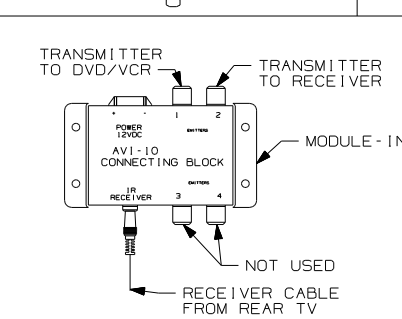 TRANSMITTER
TO DVD/VCR
TRANSMITTER
TO RECEIVER
1 2
POWER
12VDC
EMITTERS
MODULE-IN
AVI-10
CONNECTING BLOCK
EMITTERS
IR
RECEIVER
3 4
NOT USED
RECEIVER CABLE
FROM REAR TV